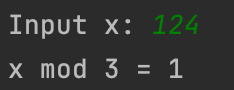 Input x: 124
x mod 3 = 1